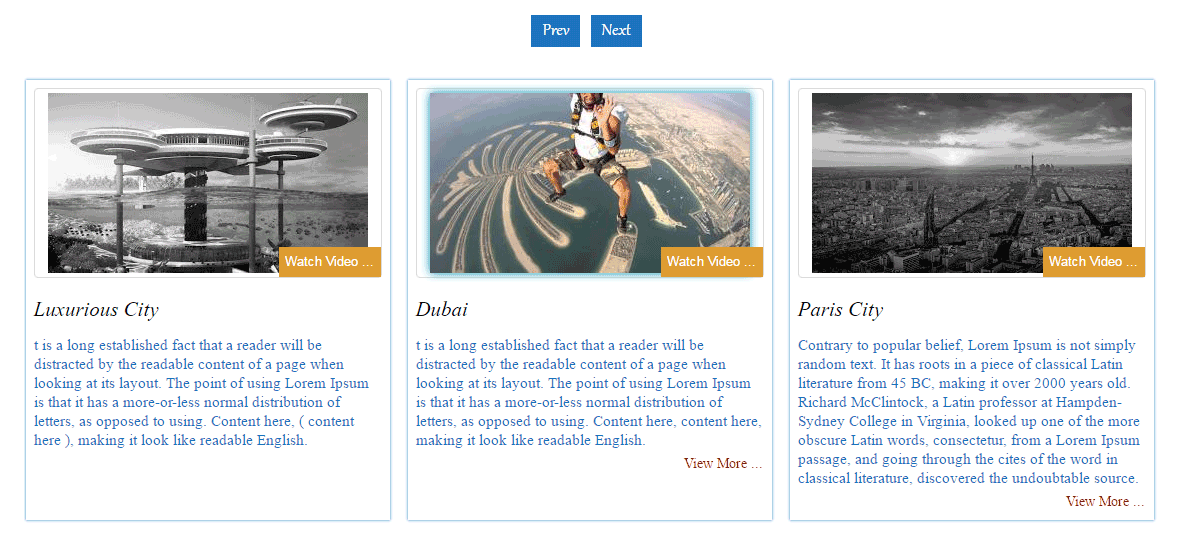 Prev Next
Watch Video ...
Luxurious City
t is a long established fact that a reader will be
distracted by the readable content of a page when
looking at its layout. The point of using Lorem Ipsum
is that it has a more-or-less normal distribution of
letters, as opposed to using. Content here, ( content
here ), making it look like readable English.
Watch Video ...
Dubai
t is a long established fact that a reader will be
distracted by the readable content of a page when
looking at its layout. The point of using Lorem Ipsum
is that it has a more-or-less normal distribution of
letters, as opposed to using. Content here, content here,
making it look like readable English.
View More ...
Watch Video ...
Paris City
Contrary to popular belief, Lorem Ipsum is not simply
random text. It has roots in a piece of classical Latin
literature from 45 BC, making it over 2000 years old.
Richard McClintock, a Latin professor at Hampden-
Sydney College in Virginia, looked up one of the more
obscure Latin words, consectetur, from a Lorem Ipsum
passage, and going through the cites of the word in
classical literature, discovered the undoubtable source.
View More ...